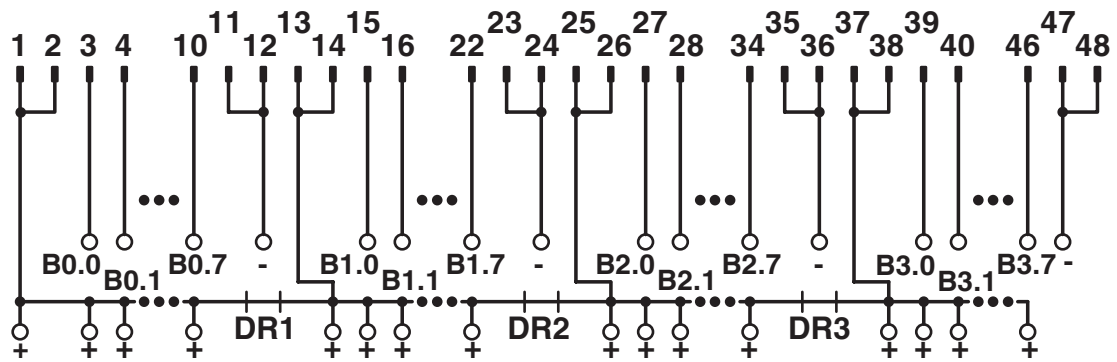 11 13 15 23 25 27 35 37 39 47
1 2 3 4 10 12 14 16 22 24 26 28 34 36 38 40 46 48
B0.0 B0.7 - B1.0 B1.7 - B2.0 B2.7 - B3.0 B3.7 -
B0.1 B1.1 B2.1 B3.1
DR1 DR2 DR3
+ + + + + + + + + + + + + + + +